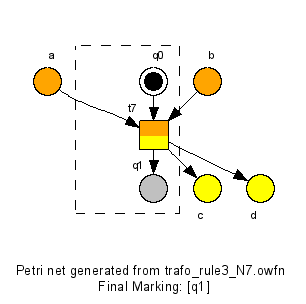 a
q0
b
t7
q1
c
d
Petri net generated from trafo_rule3_N7.owfn
Final Marking: [q1]